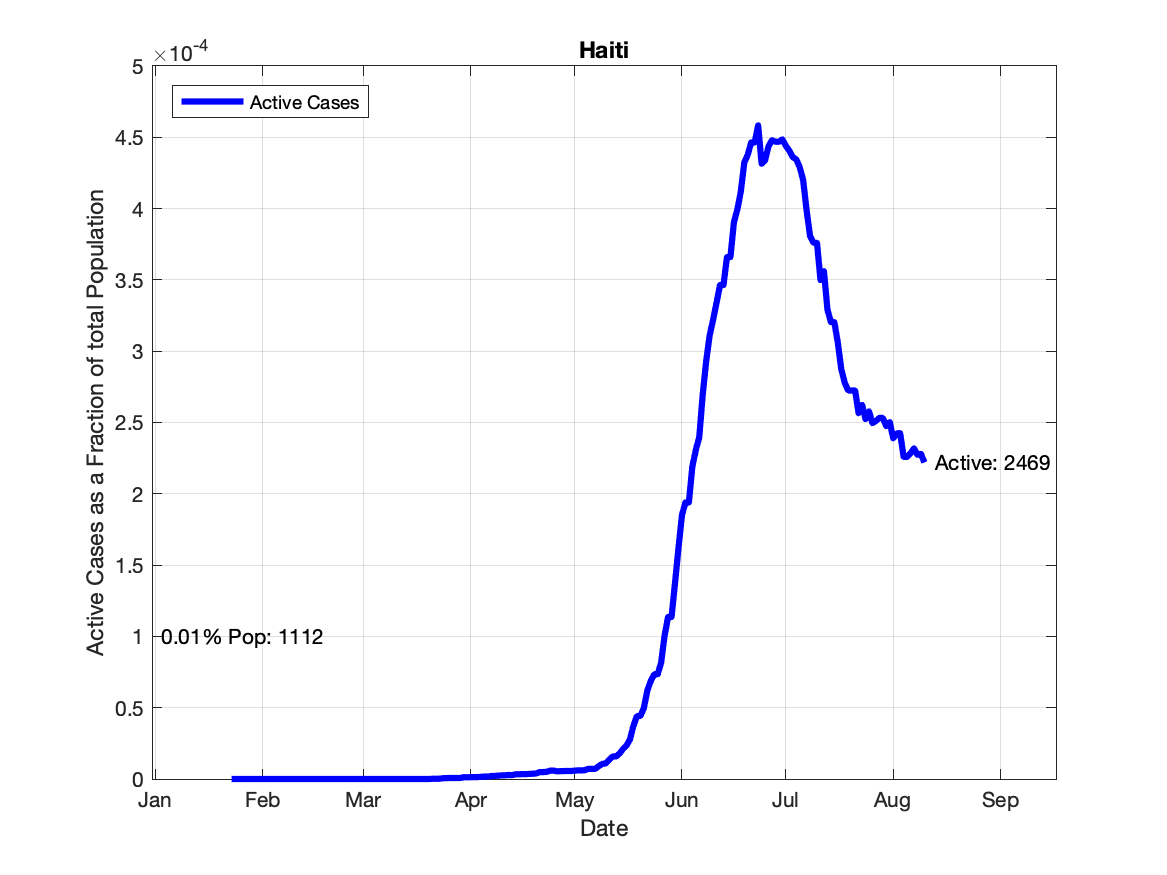 Haiti
×10-4
Active Cases
5
4.5
4
3.5
3
2.5
2
1.5
1
0.5
0
Active Cases as a Fraction of total Population
Active: 2469
0.01% Pop: 1112
Jan Feb Mar Apr May Jun Jul Aug Sep
Date